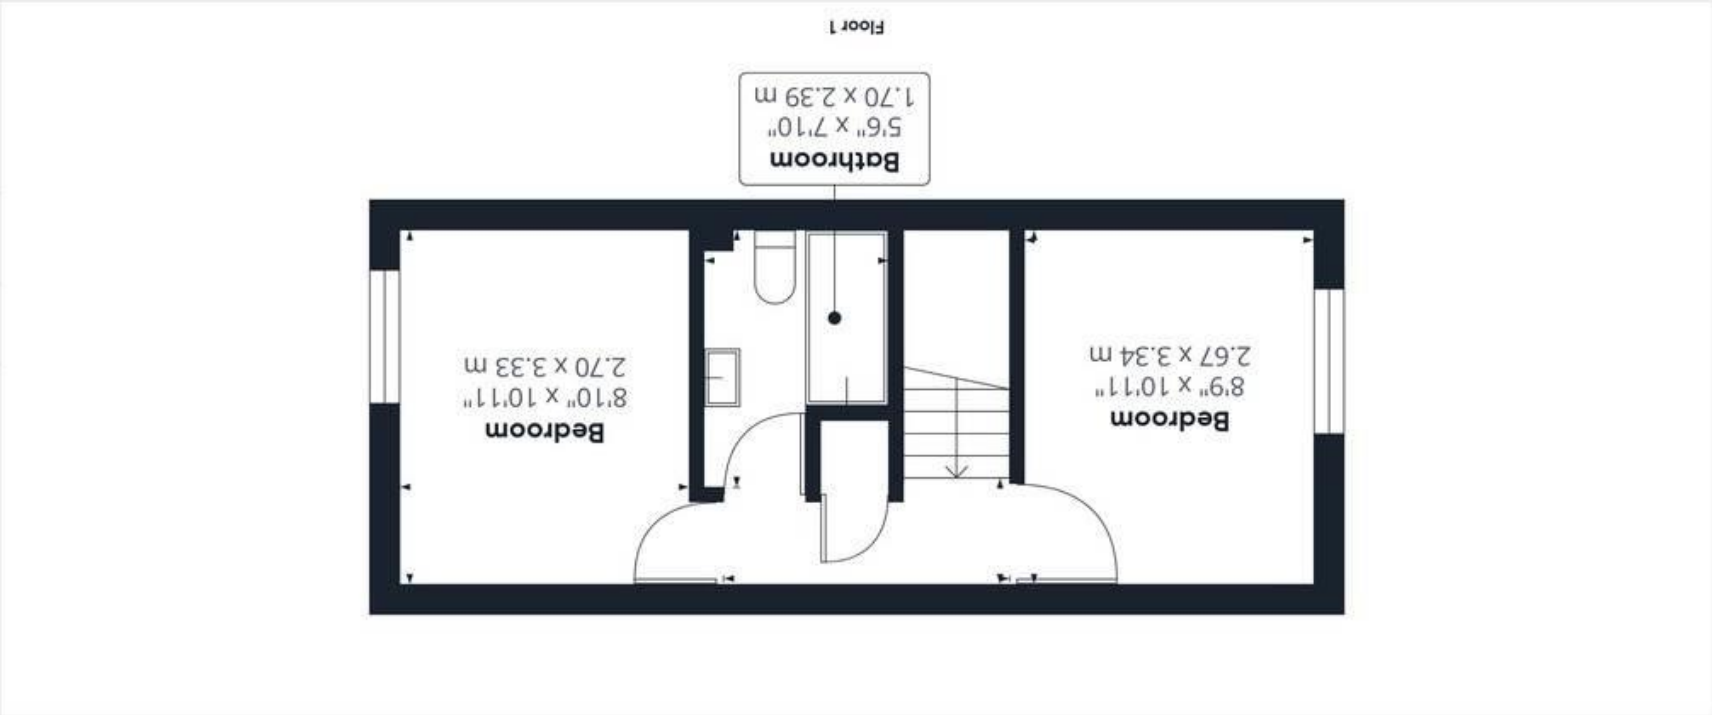 Bathroom
5'6" x 7'10"
1.70 x 2.39 m
Bedroom
8'9" x 10'11"
2.67 x 3.34 m
Bedroom
8'10" x 10'11"
2.70 x 3.33 m
Floor 1